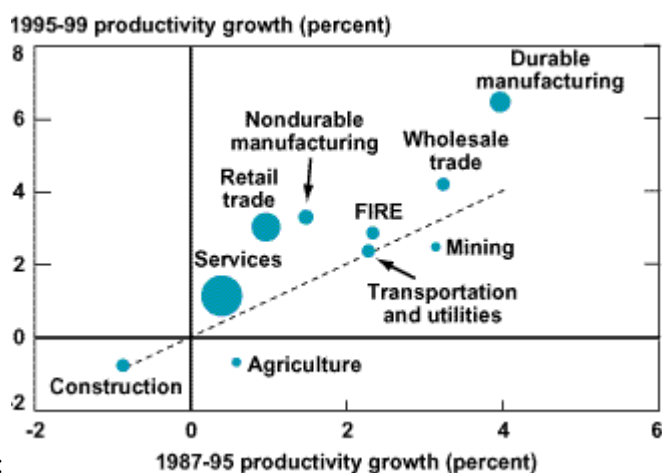 1995-99 productivity growth (percent)
8
6
4
2
0
-2
Durable
manufacturing
Nondurable
manufacturing
Wholesale
trade
Retail
trade
FIRE
Mining
Services
Transportation
and utilities
Construction
Agriculture
-2 0 2 4 6
1987-95 productivity growth (percent)
: